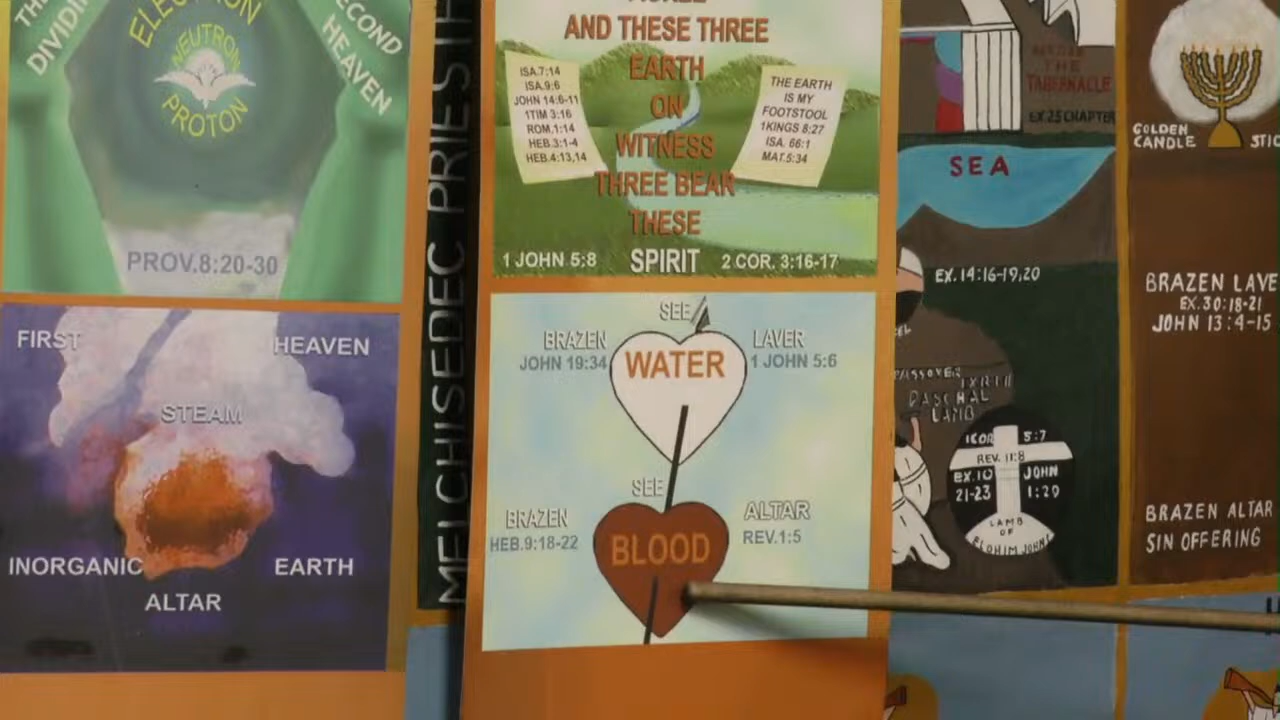 ELECTRON
NEUTRON
PROTON
DIVIDING
SECOND
HEAVEN
PROV.8:20-30
FIRST
HEAVEN
STEAM
INORGANIC
EARTH
ALTAR
MELCHISEDEC
AND THESE THREE
EARTH
ON
WITNESS
THREE BEAR
THESE
SPIRIT
ISA.7:14
ISA.9:6
JOHN 14:6-11
1TIM 3:16
ROM.1:14
HEB.3:1-4
HEB.4:13,14
THE EARTH
IS MY
FOOTSTOOL
1KINGS 8:27
ISA. 66:1
MAT.5:34
1 JOHN 5:8
2 COR. 3:16-17
SEE
BRAZEN
LAVER
JOHN 19:34
WATER
1 JOHN 5:6
SEE
BRAZEN
ALTAR
HEB.9:18-22
BLOOD
REV.1:5
THE
TABERNACLE
EX.25 CHAPTER
SEA
EX.14:16-19,20
PASCHAL
LAMB
1COR 5:7
REV. 11:8
EX.10 JOHN
21-23 1:29
LAMB
OF
GOLDEN
CANDLE STIC
BRAZEN LAVE
EX.30:18-21
JOHN 13:4-15
BRAZEN ALTAR
SIN OFFERING